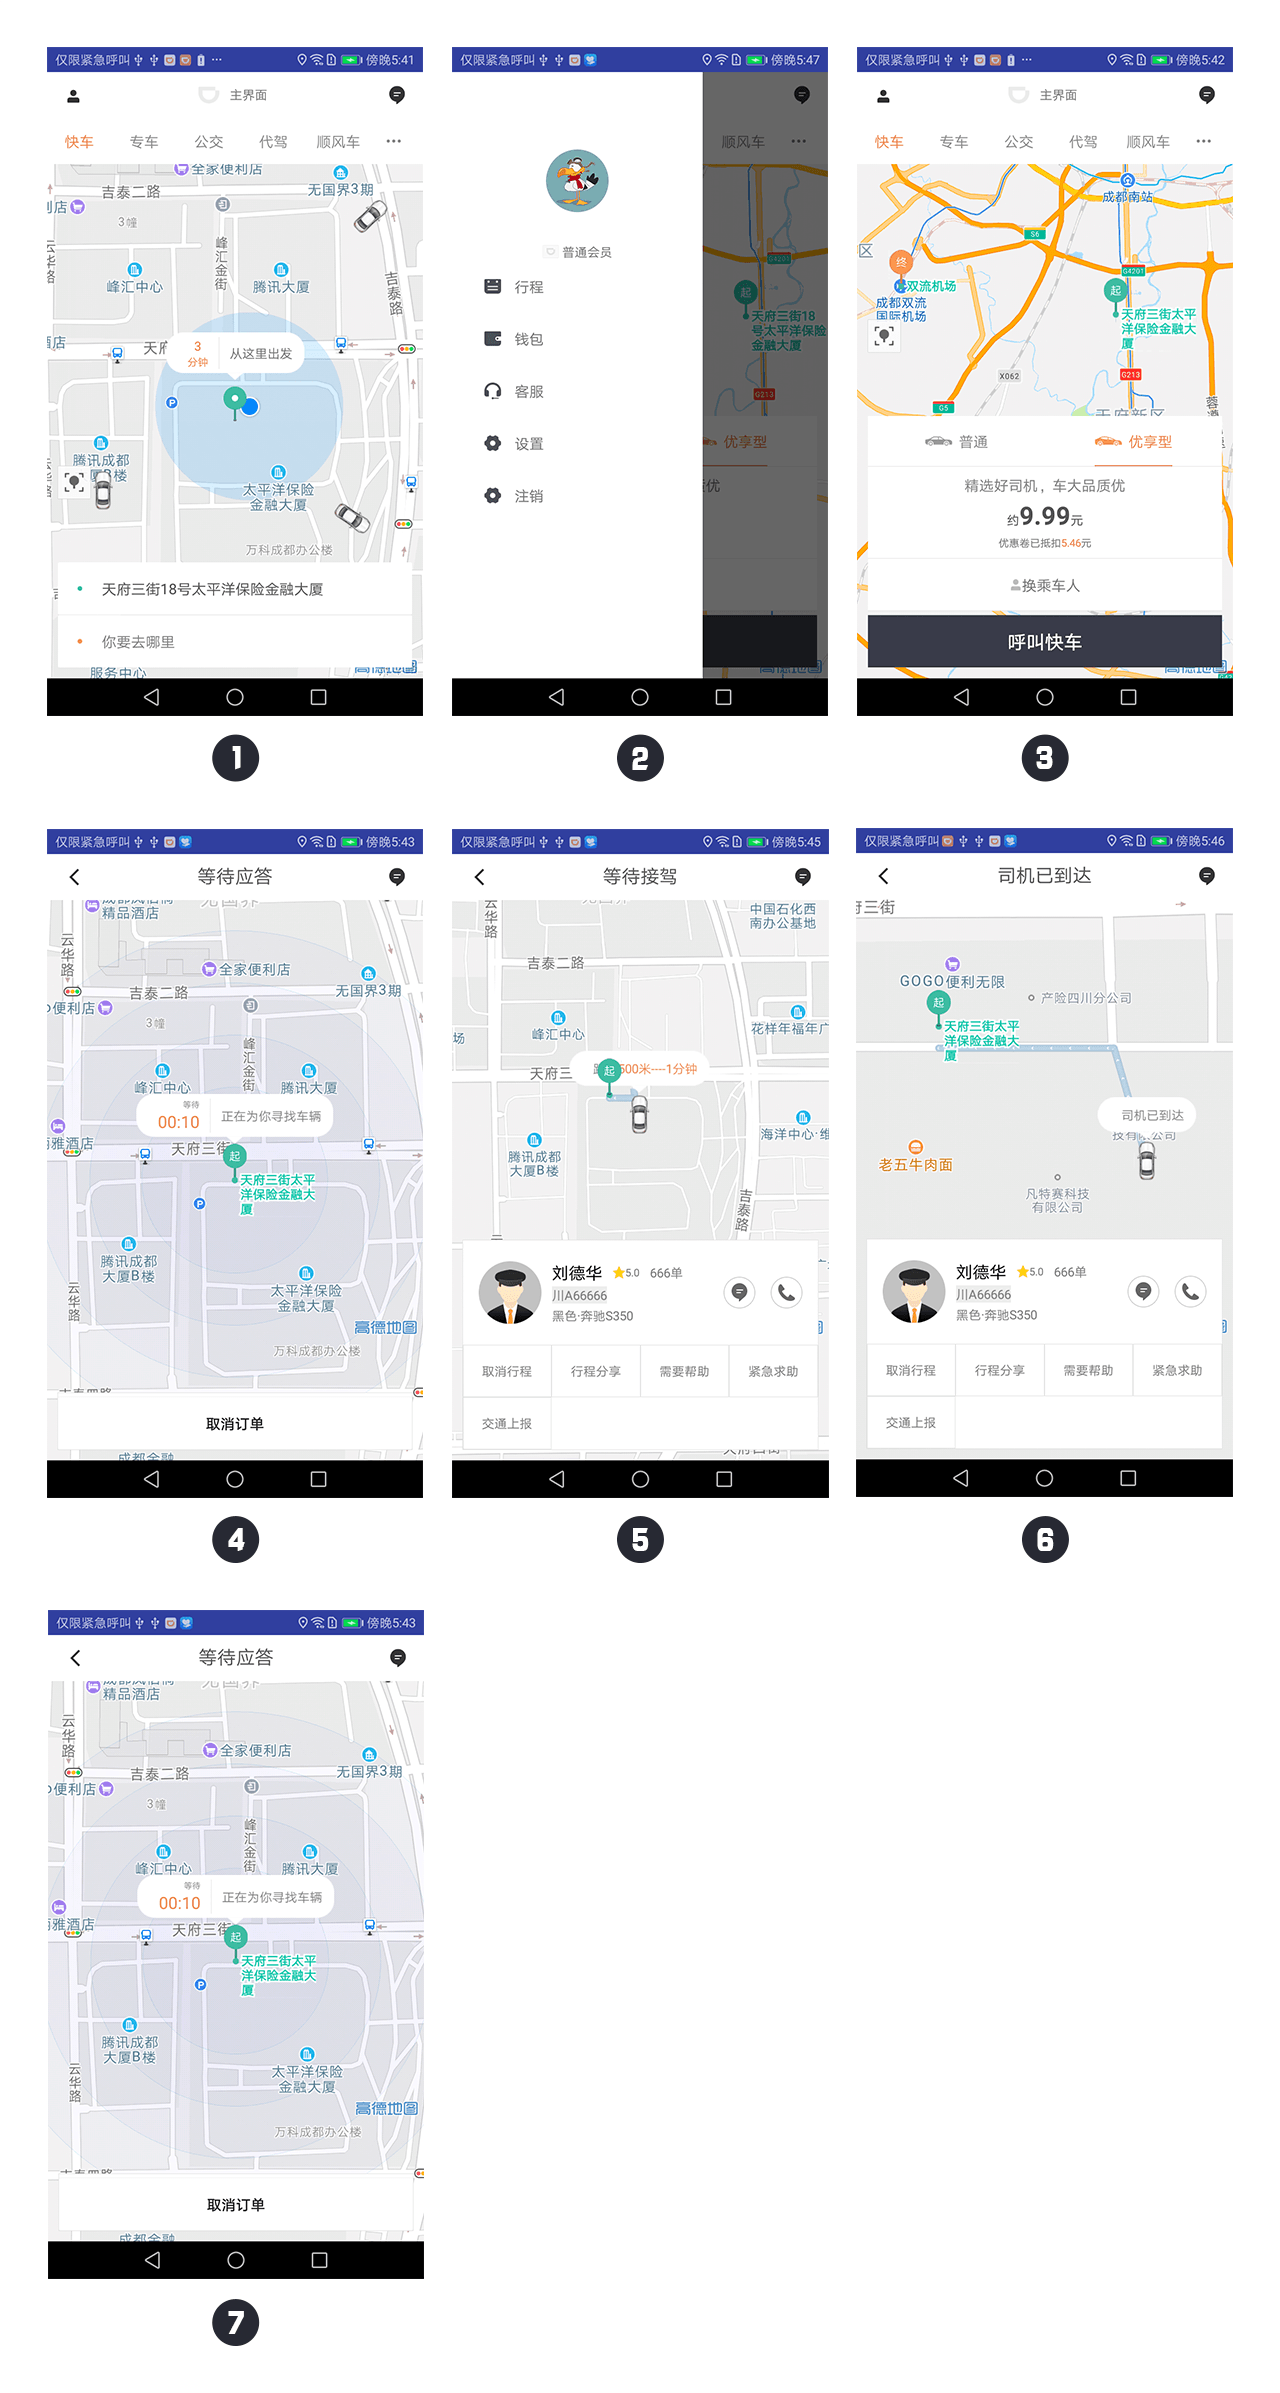 仅限紧急呼叫 傍晚5:41
主界面
快车 专车 公交 代驾 顺风车 ···
全家便利店
吉泰二路
无国界3期
3幢
峰汇金街
云华路
峰汇中心
腾讯大厦
吉泰路
3
分钟
从这里出发
腾讯成都
太平洋保险
金融大厦
万科成都办公楼
天府三街18号太平洋保险金融大厦
你要去哪里
服务中心
高德地图
1
仅限紧急呼叫 傍晚5:47
顺风车 ···
普通会员
行程
钱包
客服
设置
注销
G4201
起
天府三街18
号太平洋保险
金融大厦
G213
优享型
2
仅限紧急呼叫 傍晚5:42
主界面
快车 专车 公交 代驾 顺风车 ···
成都南站
S6
区
终
双流机场
成都双流
国际机场
G4201
起
天府三街太平
洋保险金融大
厦
X062
G213
G5
天府新区
普通 优享型
精选好司机，车大品质优
约9.99元
优惠卷已抵扣5.46元
换乘车人
呼叫快车
3
仅限紧急呼叫 傍晚5:43
等待应答
精品酒店
云华路
全家便利店
吉泰二路
无国界3期
便利店
3幢
峰汇金街
峰汇中心
腾讯大厦
等待
00:10
正在为你寻找车辆
雅酒店
天府三街
起
天府三街太平
洋保险金融大
厦
P
腾讯成都
大厦B楼
太平洋保险
金融大厦
云华路
高德地图
万科成都办公楼
取消订单
4
仅限紧急呼叫 傍晚5:45
等待接驾
云华路
中国石化西
南办公基地
吉泰二路
峰汇中心
花样年福年广
场
天府三
起
500米----1分钟
海洋中心·维
腾讯成都
大厦B楼
吉泰路
刘德华 5.0 666单
川A66666
黑色·奔驰S350
取消行程 行程分享 需要帮助 紧急求助
交通上报
5
仅限紧急呼叫 傍晚5:46
司机已到达
府三街
GOGO便利无限
产险四川分公司
起
天府三街太平
洋保险金融大
厦
司机已到达
技有限公司
老五牛肉面
凡特赛科技
有限公司
刘德华 5.0 666单
川A66666
黑色·奔驰S350
取消行程 行程分享 需要帮助 紧急求助
交通上报
6
仅限紧急呼叫 傍晚5:43
等待应答
精品酒店
云华路
全家便利店
吉泰二路
无国界3期
便利店
3幢
峰汇金街
峰汇中心
腾讯大厦
等待
00:10
正在为你寻找车辆
雅酒店
天府三街
起
天府三街太平
洋保险金融大
厦
P
腾讯成都
大厦B楼
太平洋保险
金融大厦
云华路
高德地图
万科成都办公楼
取消订单
7